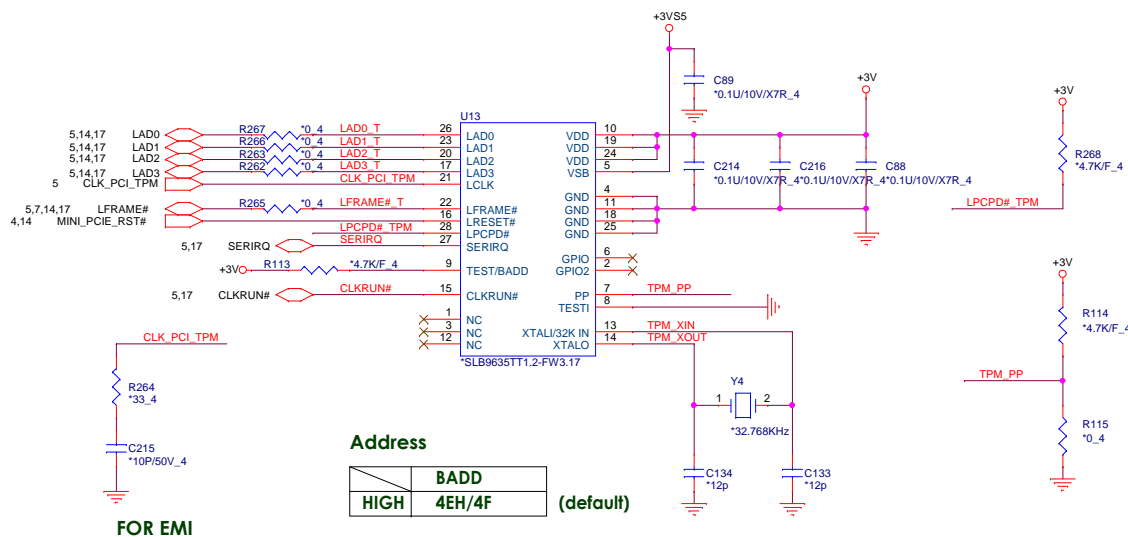 +3VS5
C89
*0.1U/10V/X7R_4
+3V
+3V
U13
5,14,17 LAD0 R267 *0_4 LAD0_T 26 LAD0 VDD 10
5,14,17 LAD1 R266 *0_4 LAD1_T 23 LAD1 VDD 19
5,14,17 LAD2 R263 *0_4 LAD2_T 20 LAD2 VDD 24
5,14,17 LAD3 R262 *0_4 LAD3_T 17 LAD3 VSB 5
5 CLK_PCI_TPM CLK_PCI_TPM 21 LCLK
C214 C216 C88
*0.1U/10V/X7R_4 *0.1U/10V/X7R_4 *0.1U/10V/X7R_4
R268
*4.7K/F_4
LPCPD#_TPM
GND 4
5,7,14,17 LFRAME# R265 *0_4 LFRAME#_T 22 LFRAME# GND 11
4,14 MINI_PCIE_RST# 16 LRESET# GND 18
LPCPD#_TPM 28 LPCPD# GND 25
5,17 SERIRQ SERIRQ 27 SERIRQ
GPIO 6
+3V R113 *4.7K/F_4 9 TEST/BADD GPIO2 2
+3V
5,17 CLKRUN# CLKRUN# 15 CLKRUN# PP 7 TPM_PP
TESTI 8
1 NC
3 NC XTALI/32K IN 13 TPM_XIN
12 NC XTALO 14 TPM_XOUT
*SLB9635TT1.2-FW3.17
R114
*4.7K/F_4
TPM_PP
R115
*0_4
CLK_PCI_TPM
R264
*33_4
C215
*10P/50V_4
FOR EMI
Y4
1 2
*32.768KHz
C134
*12p
C133
*12p
Address
BADD
HIGH 4EH/4F (default)